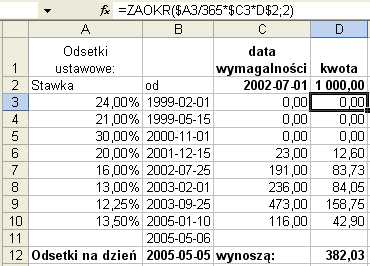 fx =ZAOKR($A3/365*$C3*D$2;2)
A B C D
1 Odsetki ustawowe: data wymagalności kwota
2 Stawka od 2002-07-01 1 000,00
3 24,00% 1999-02-01 0,00 0,00
4 21,00% 1999-05-15 0,00 0,00
5 30,00% 2000-11-01 0,00 0,00
6 20,00% 2001-12-15 23,00 12,60
7 16,00% 2002-07-25 191,00 83,73
8 13,00% 2003-02-01 236,00 84,05
9 12,25% 2003-09-25 473,00 158,75
10 13,50% 2005-01-10 116,00 42,90
11 2005-05-06
12 Odsetki na dzień 2005-05-05 wynoszą: 382,03